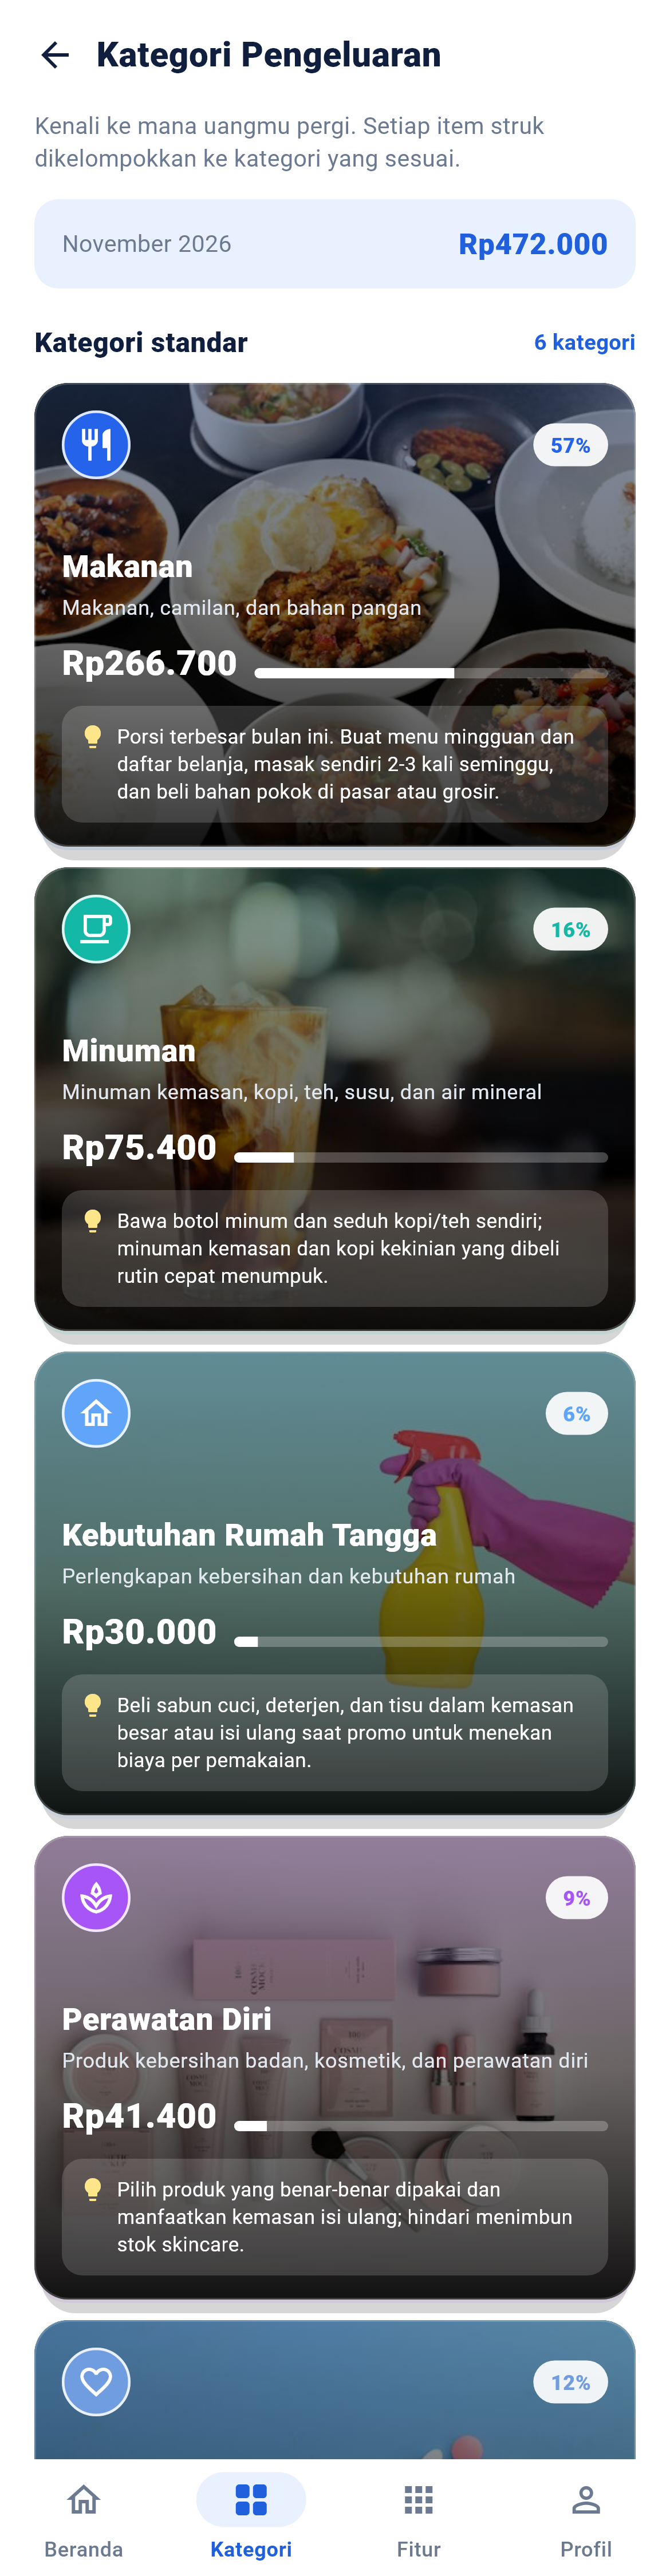 Kategori Pengeluaran
Kenali ke mana uangmu pergi. Setiap item struk
dikelompokkan ke kategori yang sesuai.
November 2026
Rp472.000
Kategori standar
6 kategori
57%
Makanan
Makanan, camilan, dan bahan pangan
Rp266.700
Porsi terbesar bulan ini. Buat menu mingguan dan
daftar belanja, masak sendiri 2-3 kali seminggu,
dan beli bahan pokok di pasar atau grosir.
16%
Minuman
Minuman kemasan, kopi, teh, susu, dan air mineral
Rp75.400
Bawa botol minum dan seduh kopi/teh sendiri;
minuman kemasan dan kopi kekinian yang dibeli
rutin cepat menumpuk.
6%
Kebutuhan Rumah Tangga
Perlengkapan kebersihan dan kebutuhan rumah
Rp30.000
Beli sabun cuci, deterjen, dan tisu dalam kemasan
besar atau isi ulang saat promo untuk menekan
biaya per pemakaian.
9%
Perawatan Diri
Produk kebersihan badan, kosmetik, dan perawatan diri
Rp41.400
Pilih produk yang benar-benar dipakai dan
manfaatkan kemasan isi ulang; hindari menimbun
stok skincare.
12%
Beranda
Kategori
Fitur
Profil